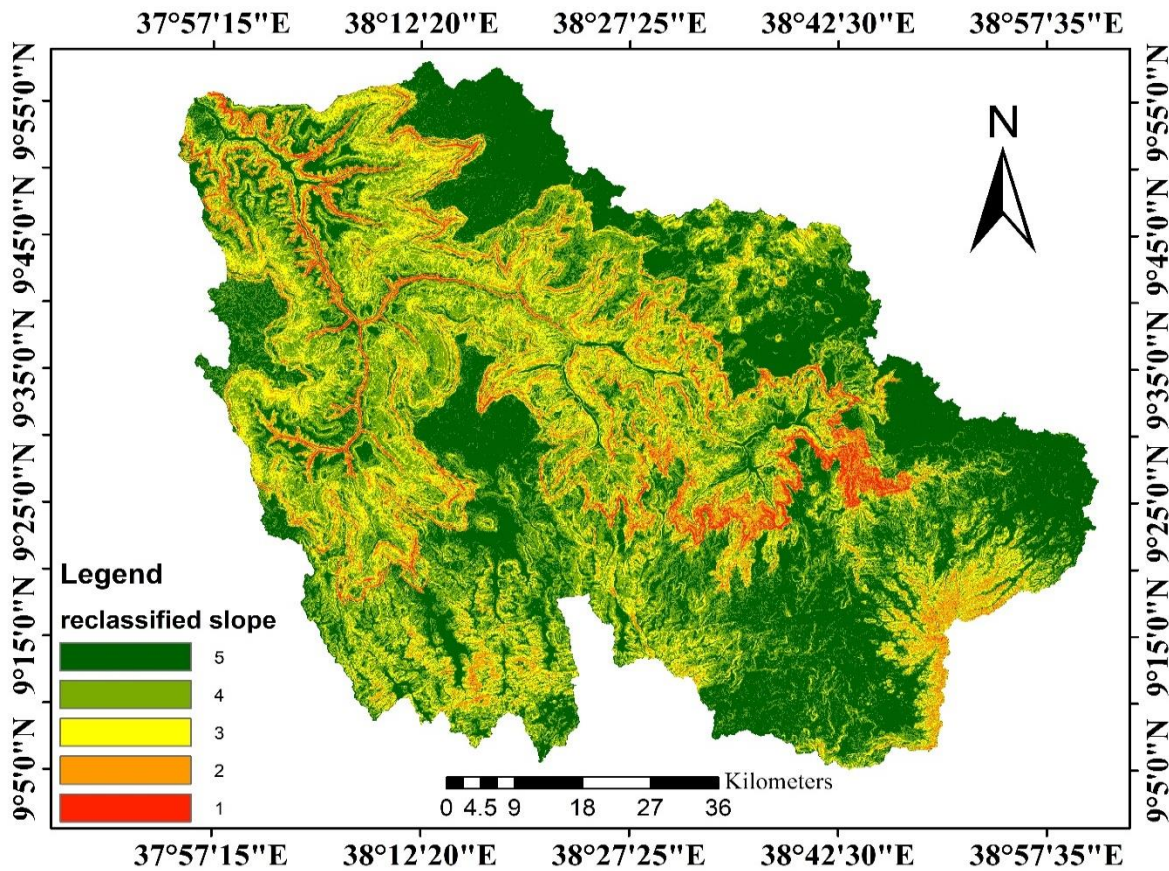 37°57'15"E 38°12'20"E 38°27'25"E 38°42'30"E 38°57'35"E
N
9°55'0"N 9°55'0"N
9°45'0"N 9°45'0"N
9°35'0"N 9°35'0"N
9°25'0"N 9°25'0"N
9°15'0"N 9°15'0"N
9°5'0"N 9°5'0"N
Legend
reclassified slope
5
4
3
2
1
Kilometers
0 4.5 9 18 27 36
37°57'15"E 38°12'20"E 38°27'25"E 38°42'30"E 38°57'35"E